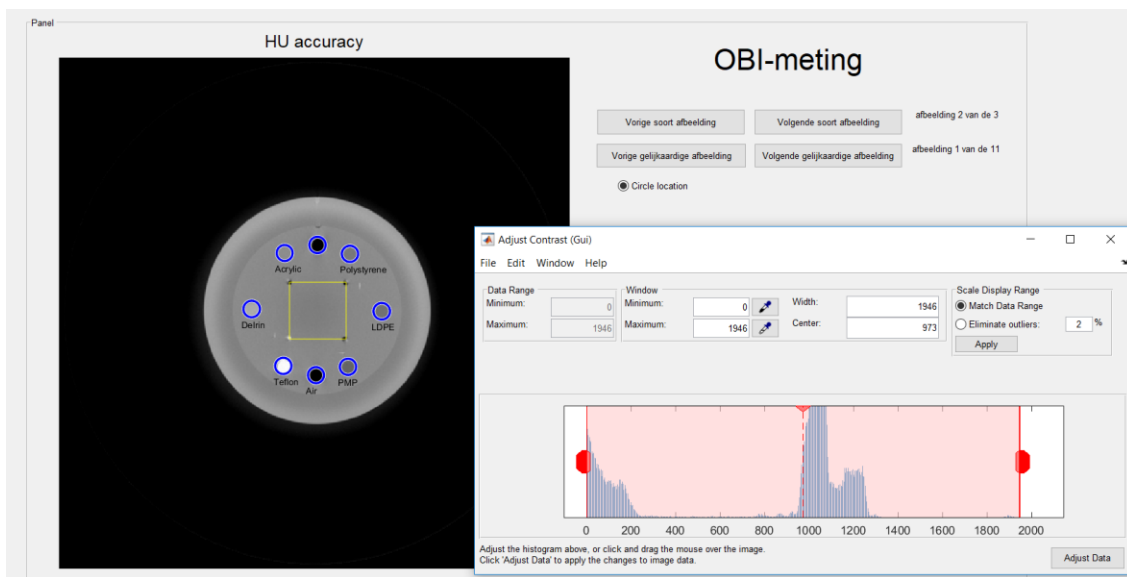 Panel
HU accuracy
OBI-meting
Vorige soort afbeelding
Volgende soort afbeelding
afbeelding 2 van de 3
Vorige gelijkaardige afbeelding
Volgende gelijkaardige afbeelding
afbeelding 1 van de 11
Circle location
Acrylic
Polystyrene
Delrin
LDPE
Teflon
Air
PMP
Adjust Contrast (Gui)
File Edit Window Help
Data Range
Minimum: 0
Maximum: 1946
Window
Minimum: 0
Maximum: 1946
Width: 1946
Center: 973
Scale Display Range
Match Data Range
Eliminate outliers: 2 %
Apply
0 200 400 600 800 1000 1200 1400 1600 1800 2000
Adjust the histogram above, or click and drag the mouse over the image.
Click 'Adjust Data' to apply the changes to image data.
Adjust Data